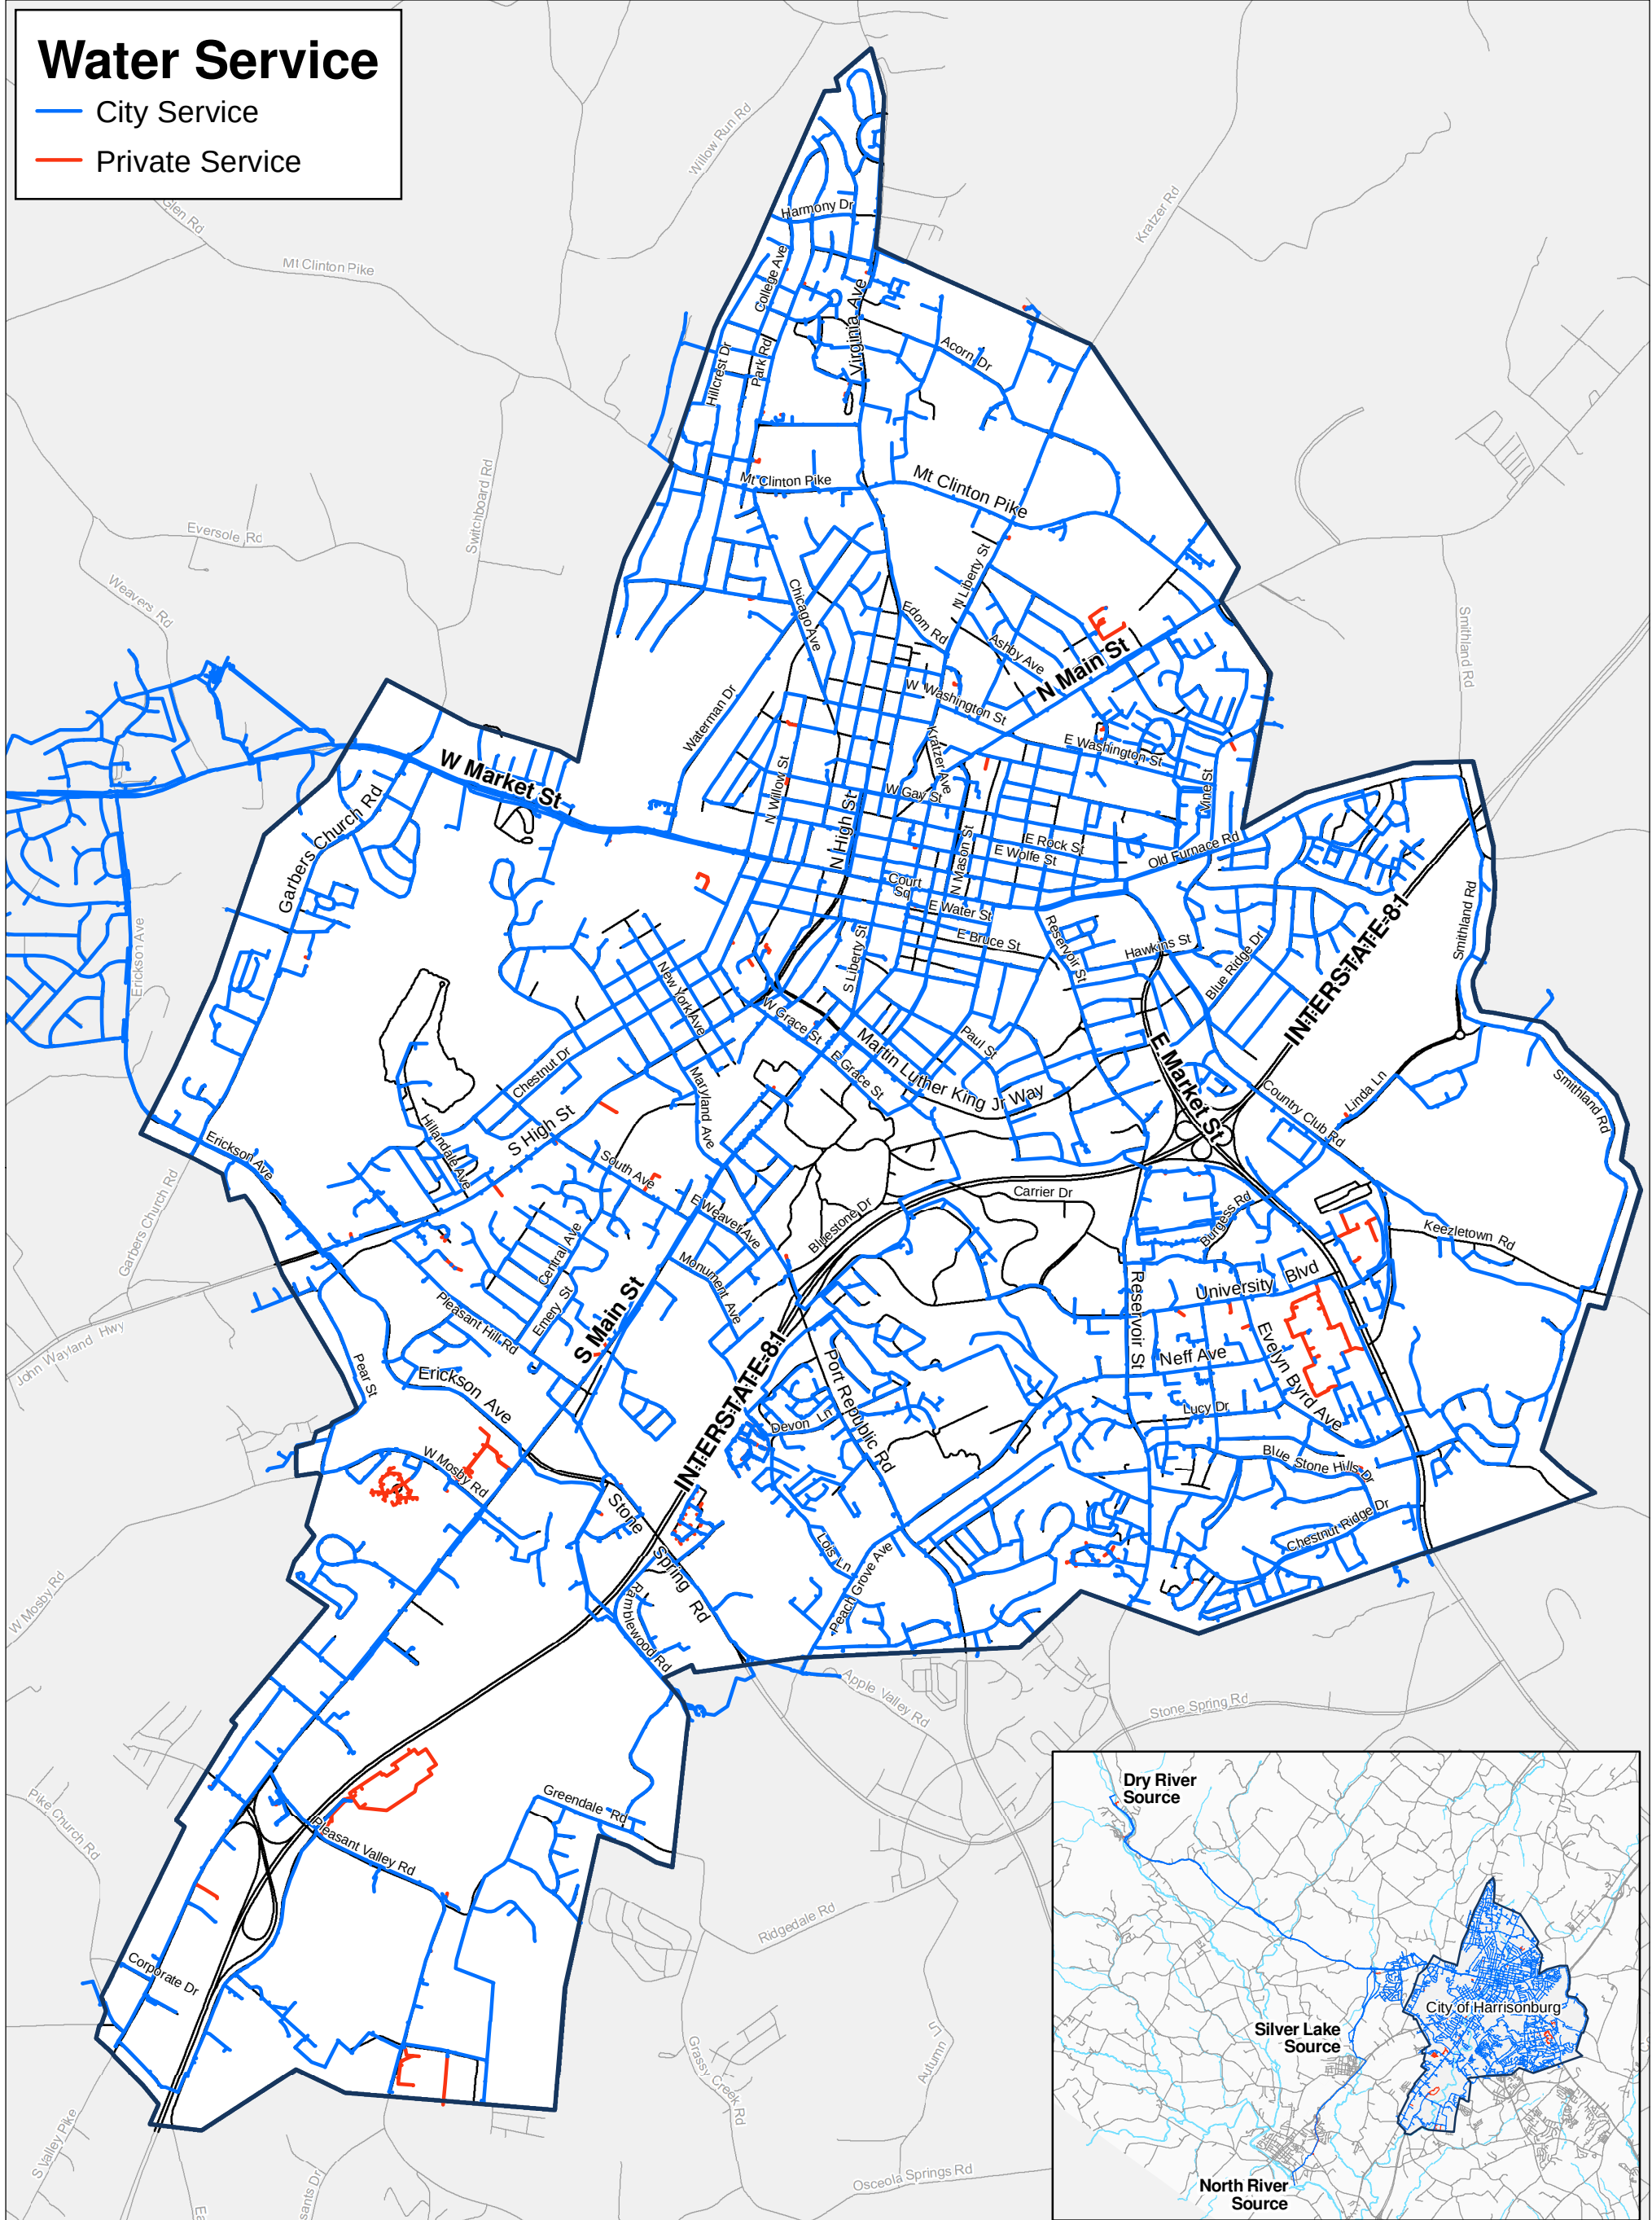 Water Service
City Service
Private Service
Glen Rd
Mt Clinton Pike
Willow Run Rd
Kratzer Rd
Harmony Dr
College Ave
Virginia Ave
Hillcrest Dr
Park Rd
Acorn Dr
Mt Clinton Pike
Mt Clinton Pike
Switchboard Rd
Eversole Rd
Weavers Rd
N Liberty St
Chicago Ave
Edom Rd
Ashby Ave
N Main St
Smithland Rd
W Washington St
Waterman Dr
Kratzer Ave
E Washington St
W Market St
N Willow St
W Gay St
Vine St
Garbers Church Rd
N High St
N Mason St
E Rock St
E Wolfe St
Old Furnace Rd
Court
Sq
E Water St
E Bruce St
Reservoir St
Hawkins St
Blue Ridge Dr
INTERSTATE-81
Smithland Rd
Erickson Ave
S Liberty St
New York Ave
W Grace St
E Grace St
Martin Luther King Jr Way
Paul St
E Market St
Country Club Rd
Linda Ln
Smithland Rd
Chestnut Dr
S High St
Maryland Ave
Hillandale Ave
Erickson Ave
South Ave
E Weaver Ave
Bluestone Dr
Carrier Dr
Burgess Rd
Keezletown Rd
Garbers Church Rd
Central Ave
Monument Ave
University Blvd
Emery St
S Main St
Pleasant Hill Rd
John Wayland Hwy
Pear St
Erickson Ave
Reservoir St
Neff Ave
Evelyn Byrd Ave
Port Republic Rd
INTERSTATE-81
Devon Ln
Lucy Dr
Blue Stone Hills Dr
W Mosby Rd
Stone Spring Rd
Chestnut Ridge Dr
Lois Ln
Peach Grove Ave
Ramblewood Rd
W Mosby Rd
Apple Valley Rd
Stone Spring Rd
Greendale Rd
Pike Church Rd
Pleasant Valley Rd
Ridgedale Rd
Corporate Dr
Grassy Creek Rd
Autumn Ln
S Valley Pike
Osceola Springs Rd
Dry River
Source
City of Harrisonburg
Silver Lake
Source
North River
Source